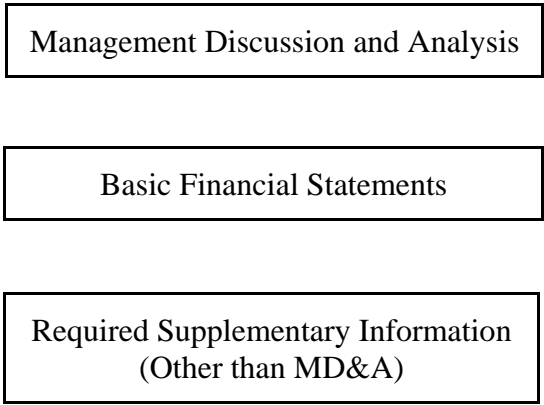 Management Discussion and Analysis
Basic Financial Statements
Required Supplementary Information
(Other than MD&A)